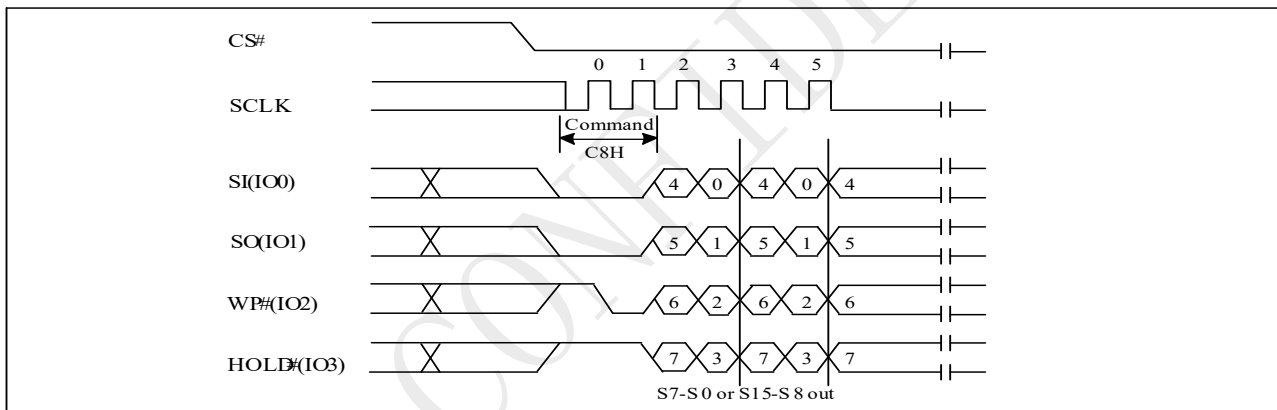 CS#
0 1 2 3 4 5
SCLK
Command
C8H
SI(IO0)
4 0 4 0 4
SO(IO1)
5 1 5 1 5
WP#(IO2)
6 2 6 2 6
HOLD#(IO3)
7 3 7 3 7
S7-S0 or S15-S8 out